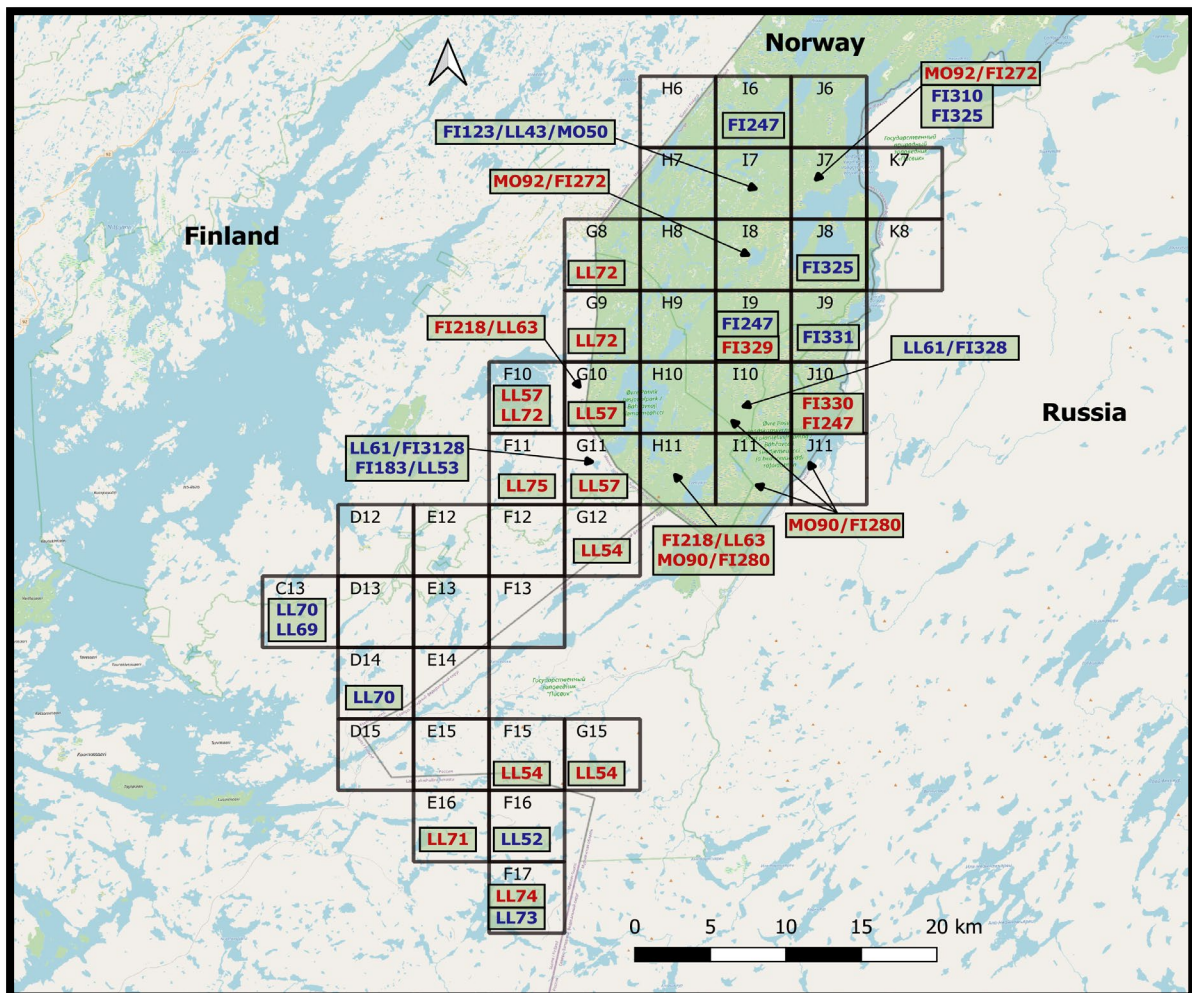 Norway
MO92/FI272
H6
I6
J6
FI310
FI325
FI247
FI123/LL43/MO50
H7
I7
J7
K7
MO92/FI272
Finland
G8
H8
I8
J8
K8
LL72
FI325
G9
H9
I9
J9
FI218/LL63
LL72
FI247
FI329
FI331
LL61/FI328
F10
G10
H10
I10
J10
LL57
LL72
LL57
FI330
FI247
Russia
F11
G11
H11
I11
J11
LL61/FI3128
FI183/LL53
LL75
LL57
D12
E12
F12
G12
MO90/FI280
LL54
FI218/LL63
MO90/FI280
C13
D13
E13
F13
LL70
LL69
D14
E14
LL70
D15
E15
F15
G15
LL54
LL54
E16
F16
LL71
LL52
F17
LL74
LL73
0 5 10 15 20 km